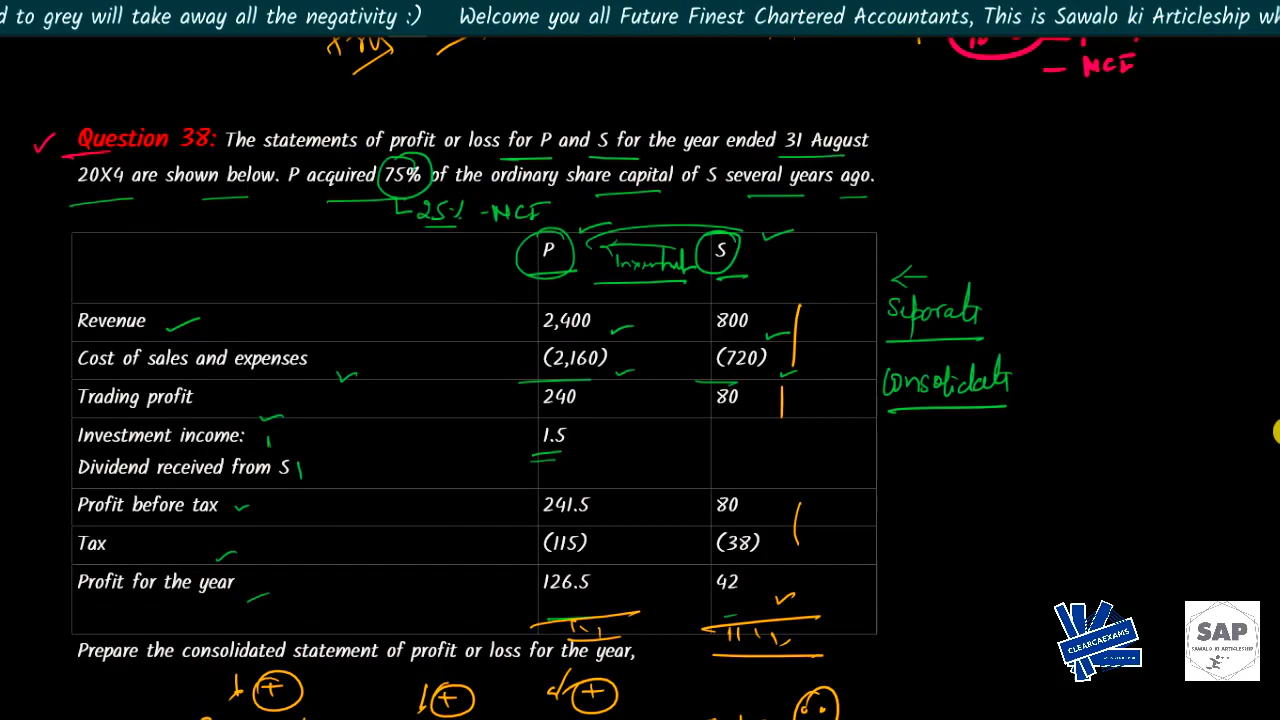 d to grey will take away all the negativity :) Welcome you all Future Finest Chartered Accountants, This is Sawalo ki Articleship wh
— NCI
Question 38: The statements of profit or loss for P and S for the year ended 31 August
20X4 are shown below. P acquired 75% of the ordinary share capital of S several years ago.
25% - NCI
P S
Revenue 2,400 800
Separate
Cost of sales and expenses (2,160) (720)
Consolidate
Trading profit 240 80
Investment income: 1.5
Dividend received from S
Profit before tax 241.5 80
Tax (115) (38)
Profit for the year 126.5 42
Prepare the consolidated statement of profit or loss for the year,
+ + +
CLEARCAEXAMS
SAP
SAWALO KI ARTICLESHIP